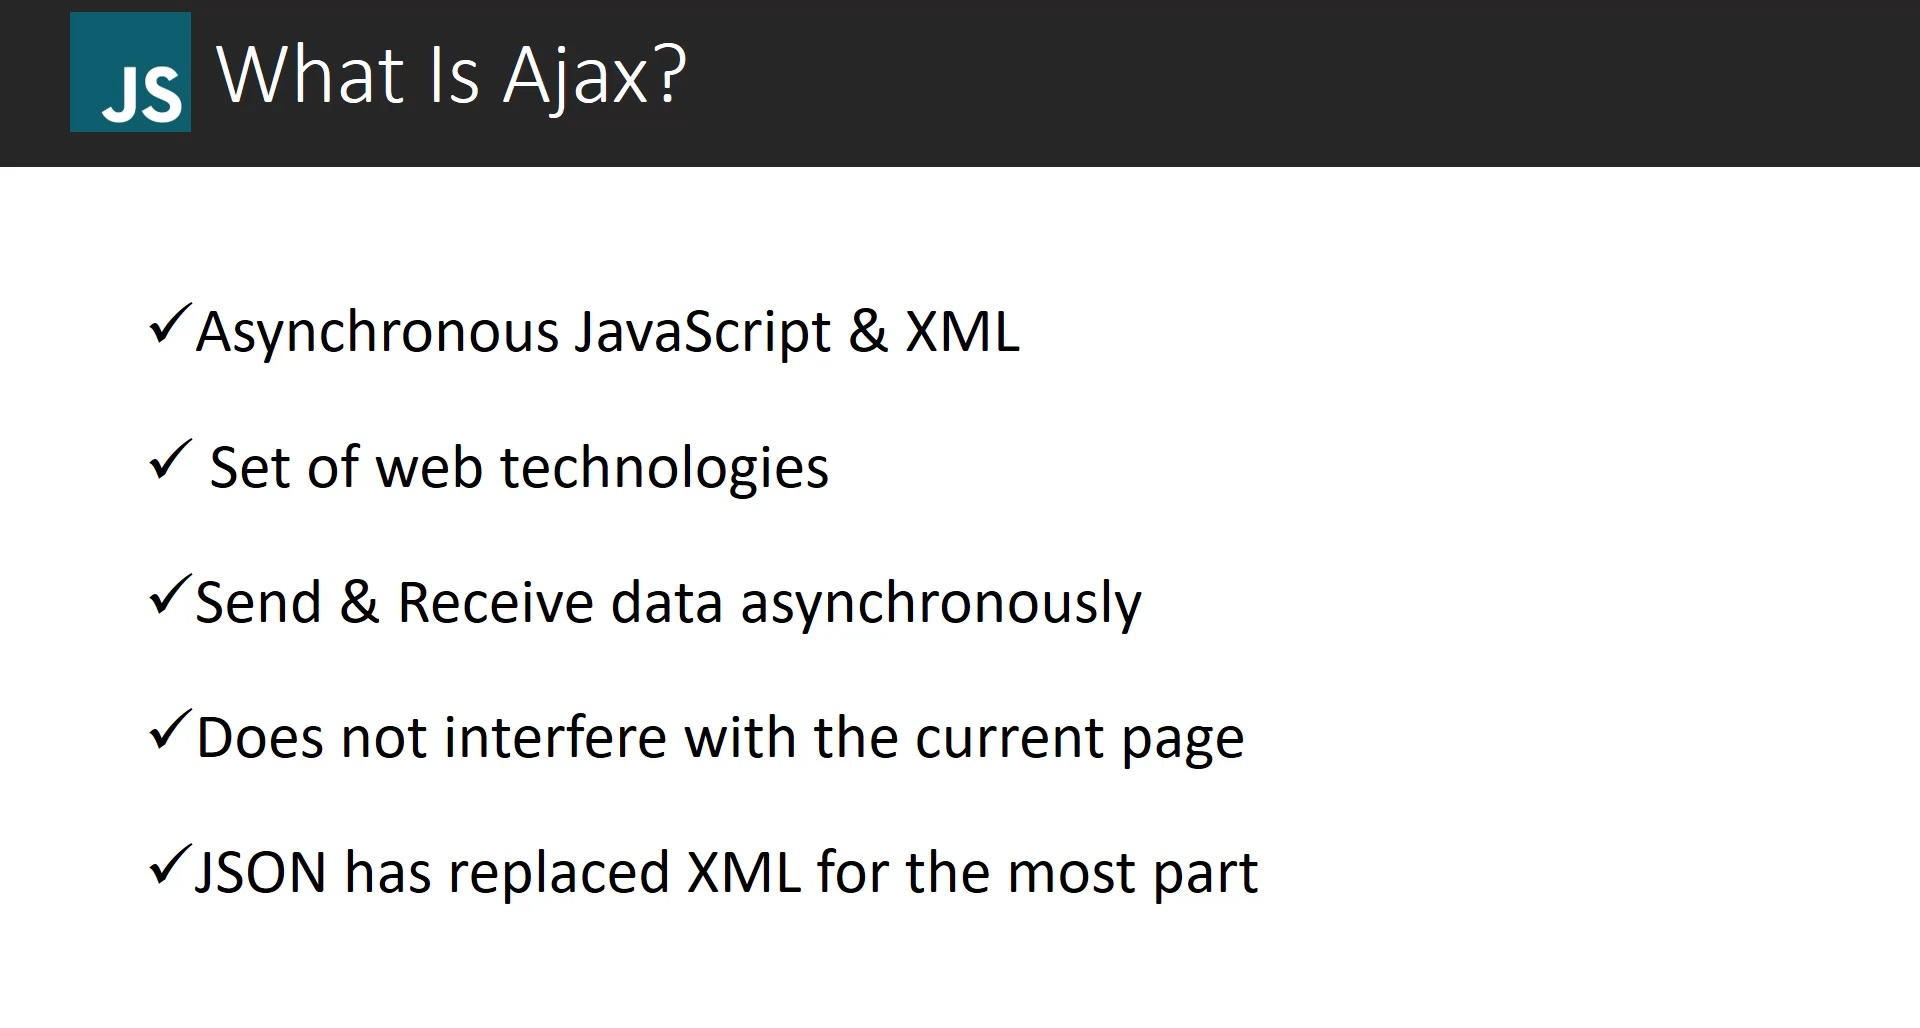 JS What Is Ajax?
✓Asynchronous JavaScript & XML
✓ Set of web technologies
✓Send & Receive data asynchronously
✓Does not interfere with the current page
✓JSON has replaced XML for the most part